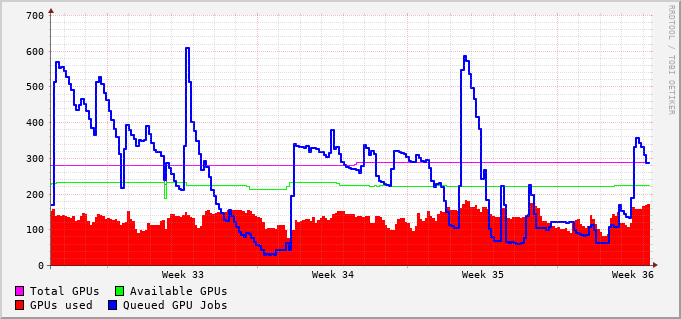 700
600
500
400
300
200
100
0
Week 33 Week 34 Week 35 Week 36
Total GPUs Available GPUs
GPUs used Queued GPU Jobs
RRDTOOL / TOBI OETIKER